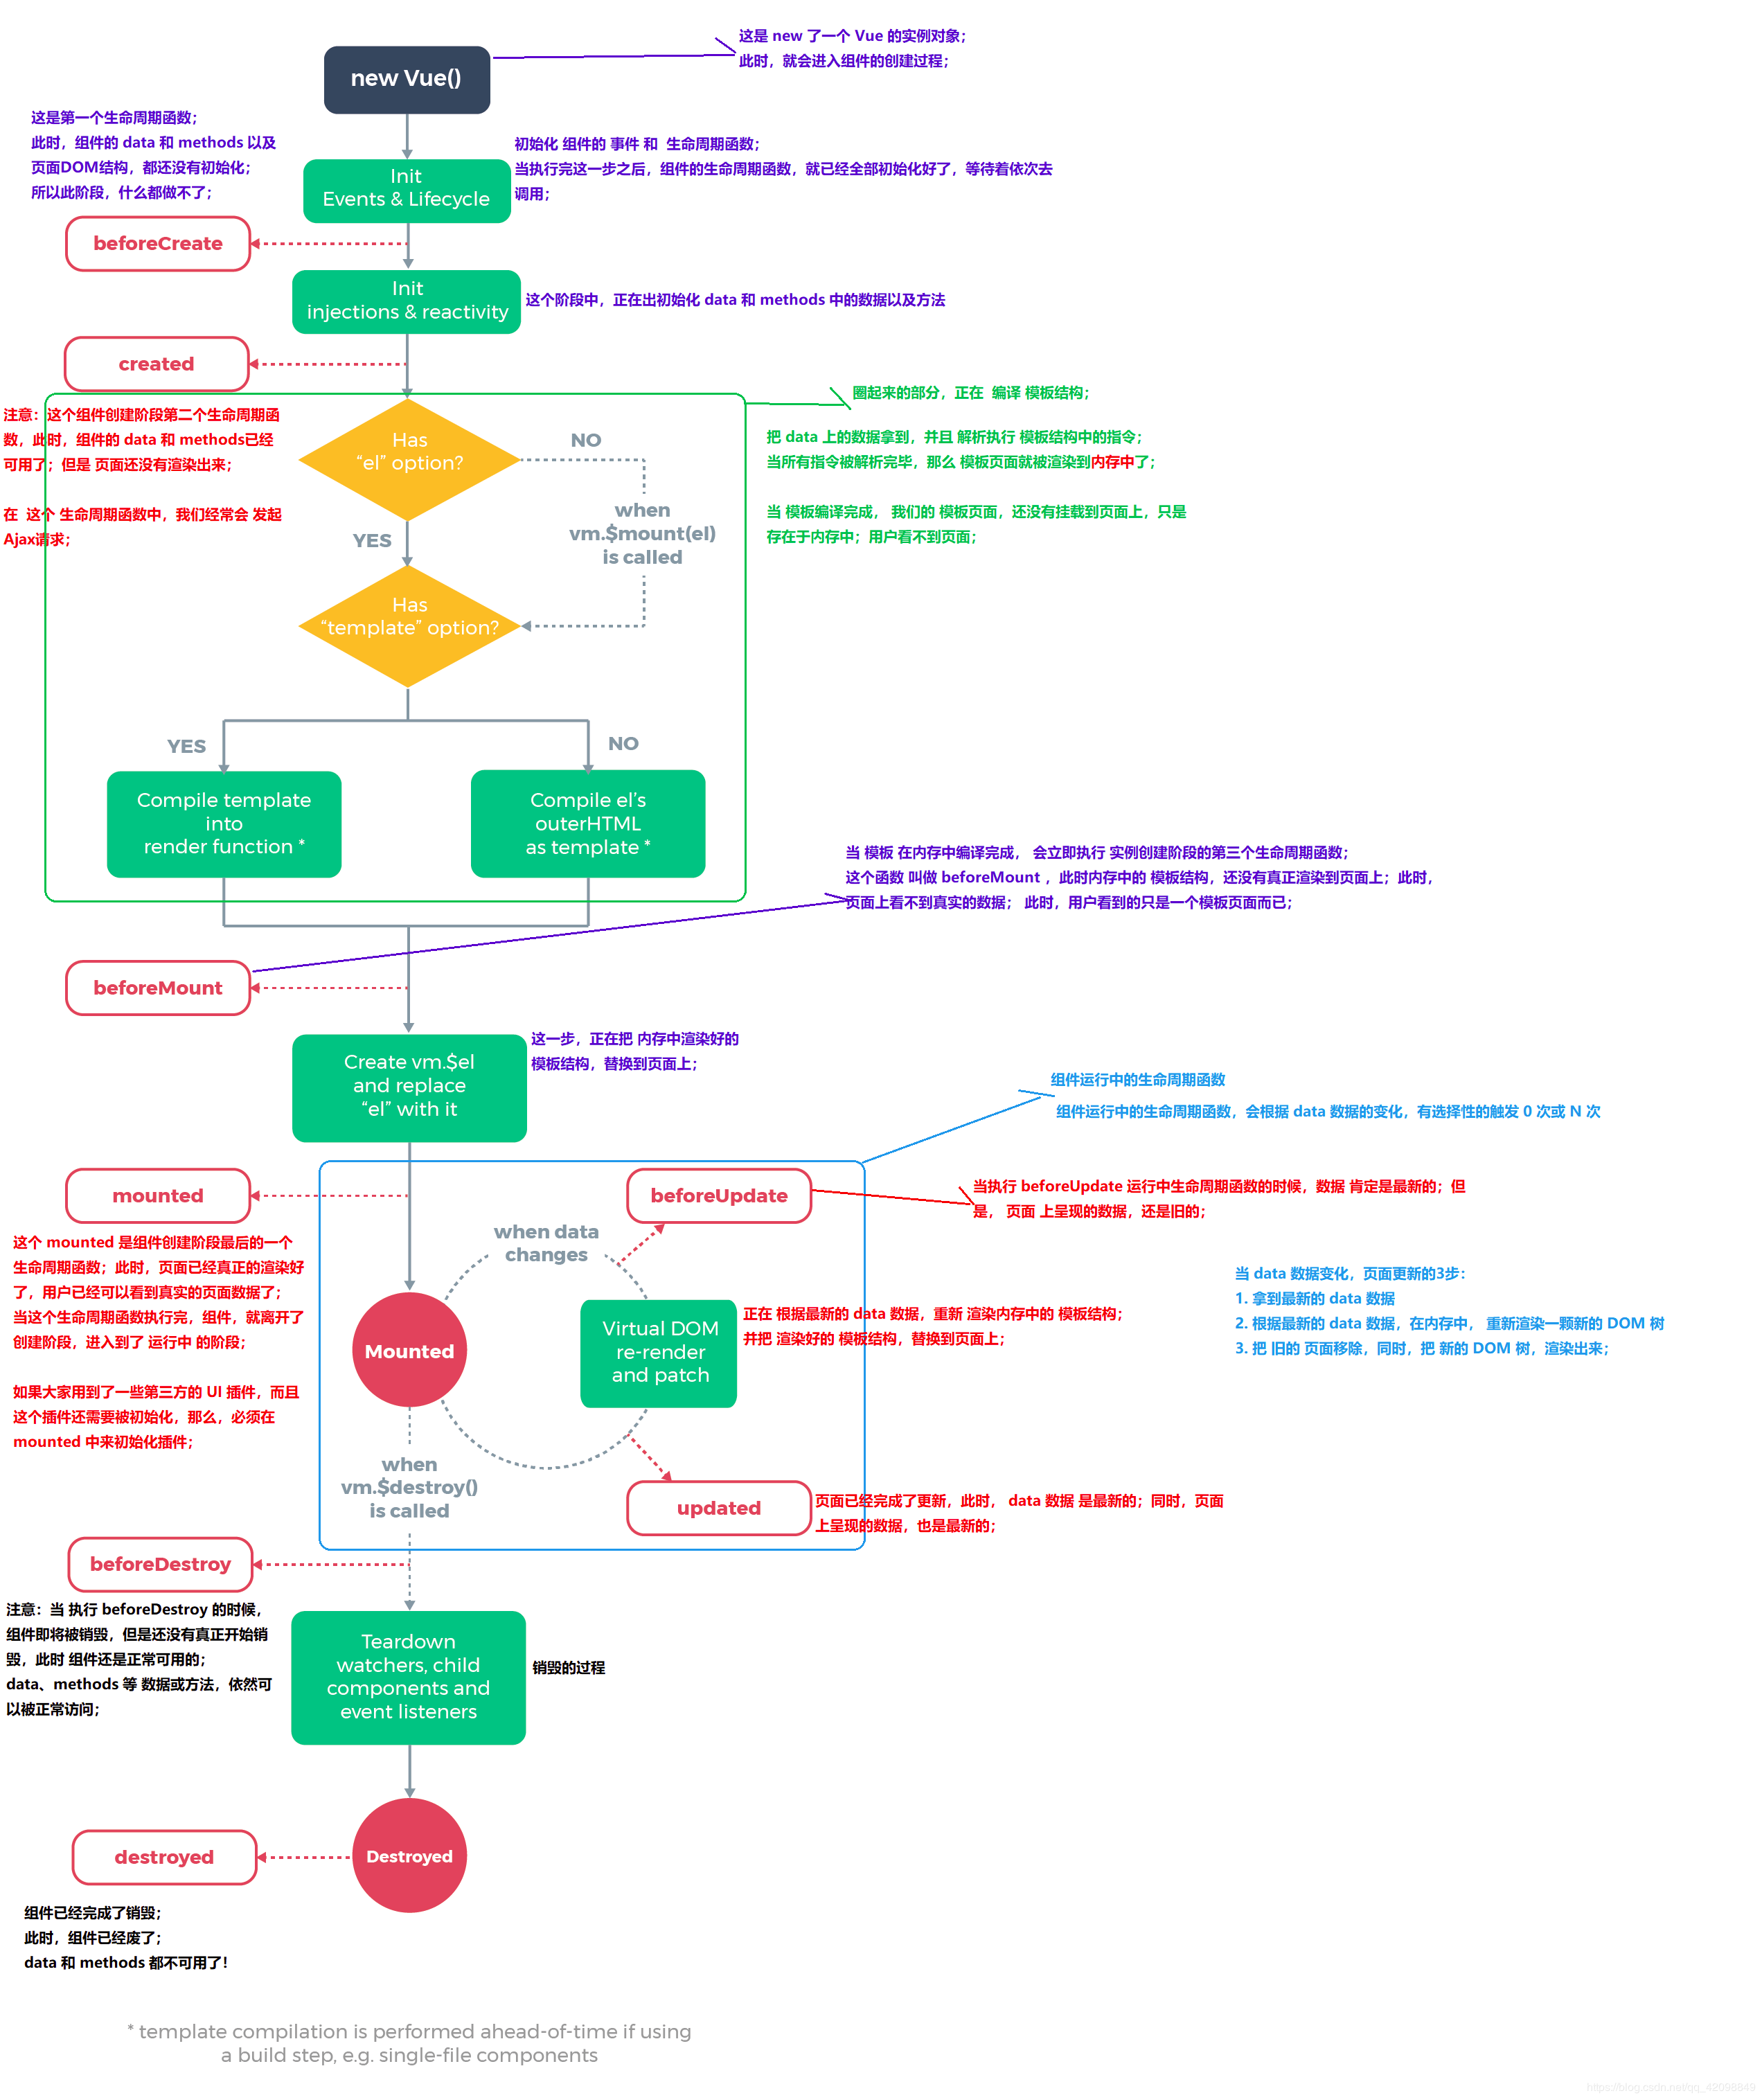 这是 new 了一个 Vue 的实例对象；
此时，就会进入组件的创建过程；
new Vue()
这是第一个生命周期函数；
此时，组件的 data 和 methods 以及
页面DOM结构，都还没有初始化；
所以此阶段，什么都做不了；
初始化 组件的 事件 和 生命周期函数；
当执行完这一步之后，组件的生命周期函数，就已经全部初始化好了，等待着依次去
调用；
Init
Events & Lifecycle
beforeCreate
Init
injections & reactivity
这个阶段中，正在出初始化 data 和 methods 中的数据以及方法
created
注意：这个组件创建阶段第二个生命周期函
数，此时，组件的 data 和 methods已经
可用了；但是 页面还没有渲染出来；
在 这个 生命周期函数中，我们经常会 发起
Ajax请求；
圈起来的部分，正在 编译 模板结构；
把 data 上的数据拿到，并且 解析执行 模板结构中的指令；
当所有指令被解析完毕，那么 模板页面就被渲染到内存中了；
当 模板编译完成， 我们的 模板页面，还没有挂载到页面上，只是
存在于内存中；用户看不到页面；
Has
“el” option?
NO
when
vm.$mount(el)
is called
YES
Has
“template” option?
YES
NO
Compile template
into
render function *
Compile el’s
outerHTML
as template *
当 模板 在内存中编译完成， 会立即执行 实例创建阶段的第三个生命周期函数；
这个函数 叫做 beforeMount ，此时内存中的 模板结构，还没有真正渲染到页面上；此时，
页面上看不到真实的数据； 此时，用户看到的只是一个模板页面而已；
beforeMount
Create vm.$el
and replace
“el” with it
这一步，正在把 内存中渲染好的
模板结构，替换到页面上；
组件运行中的生命周期函数
组件运行中的生命周期函数，会根据 data 数据的变化，有选择性的触发 0 次或 N 次
mounted
这个 mounted 是组件创建阶段最后的一个
生命周期函数；此时，页面已经真正的渲染好
了，用户已经可以看到真实的页面数据了；
当这个生命周期函数执行完，组件，就离开了
创建阶段，进入到了 运行中 的阶段；
如果大家用到了一些第三方的 UI 插件，而且
这个插件还需要被初始化，那么，必须在
mounted 中来初始化插件；
beforeUpdate
当执行 beforeUpdate 运行中生命周期函数的时候，数据 肯定是最新的；但
是， 页面 上呈现的数据，还是旧的；
when data
changes
当 data 数据变化，页面更新的3步：
1. 拿到最新的 data 数据
2. 根据最新的 data 数据，在内存中， 重新渲染一颗新的 DOM 树
3. 把 旧的 页面移除，同时，把 新的 DOM 树，渲染出来；
Mounted
Virtual DOM
re-render
and patch
正在 根据最新的 data 数据，重新 渲染内存中的 模板结构；
并把 渲染好的 模板结构，替换到页面上；
when
vm.$destroy()
is called
updated
页面已经完成了更新，此时， data 数据 是最新的；同时，页面
上呈现的数据，也是最新的；
beforeDestroy
注意：当 执行 beforeDestroy 的时候，
组件即将被销毁，但是还没有真正开始销
毁，此时 组件还是正常可用的；
data、methods 等 数据或方法，依然可
以被正常访问；
Teardown
watchers, child
components and
event listeners
销毁的过程
destroyed
Destroyed
组件已经完成了销毁；
此时，组件已经废了；
data 和 methods 都不可用了！
* template compilation is performed ahead-of-time if using
a build step, e.g. single-file components
https://blog.csdn.net/qq_42098849